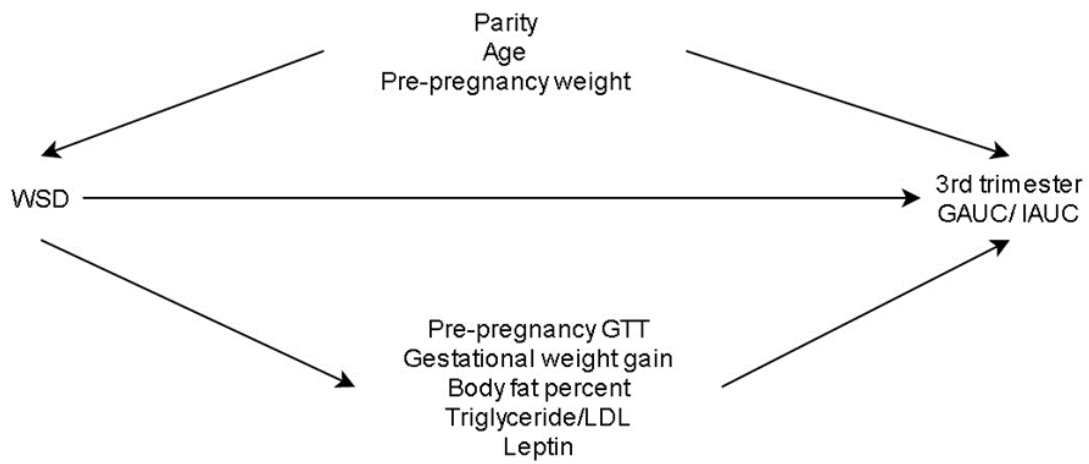 Parity
Age
Pre-pregnancy weight
WSD
3rd trimester
GAUC/ IAUC
Pre-pregnancy GTT
Gestational weight gain
Body fat percent
Triglyceride/LDL
Leptin